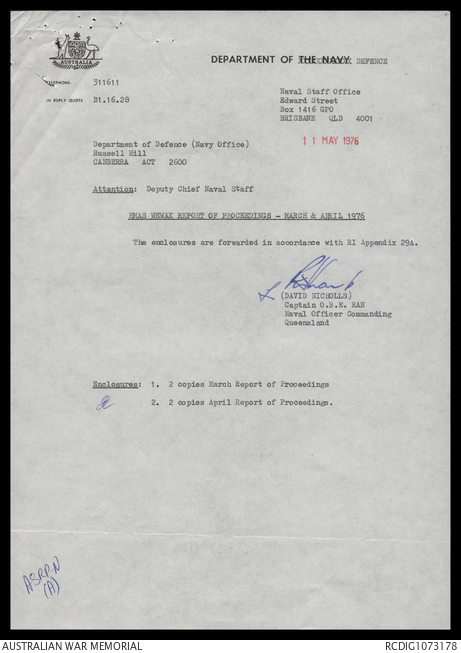 AUSTRALIA
DEPARTMENT OF THE NAVY DEFENCE
TELEPHONE 311611
IN REPLY QUOTE B1.16.28
Naval Staff Office
Edward Street
Box 1416 GPO
BRISBANE QLD 4001
11 MAY 1976
Department of Defence (Navy Office)
Russell Hill
CANBERRA ACT 2600
Attention: Deputy Chief Naval Staff
HMAS WEWAK REPORT OF PROCEEDINGS - MARCH & APRIL 1976
The enclosures are forwarded in accordance with RI Appendix 29A.
(DAVID NICHOLLS)
Captain O.B.E. RAN
Naval Officer Commanding
Queensland
Enclosures: 1. 2 copies March Report of Proceedings
2. 2 copies April Report of Proceedings.
ASRP.N
(A)
AUSTRALIAN WAR MEMORIAL
RCDIG1073178